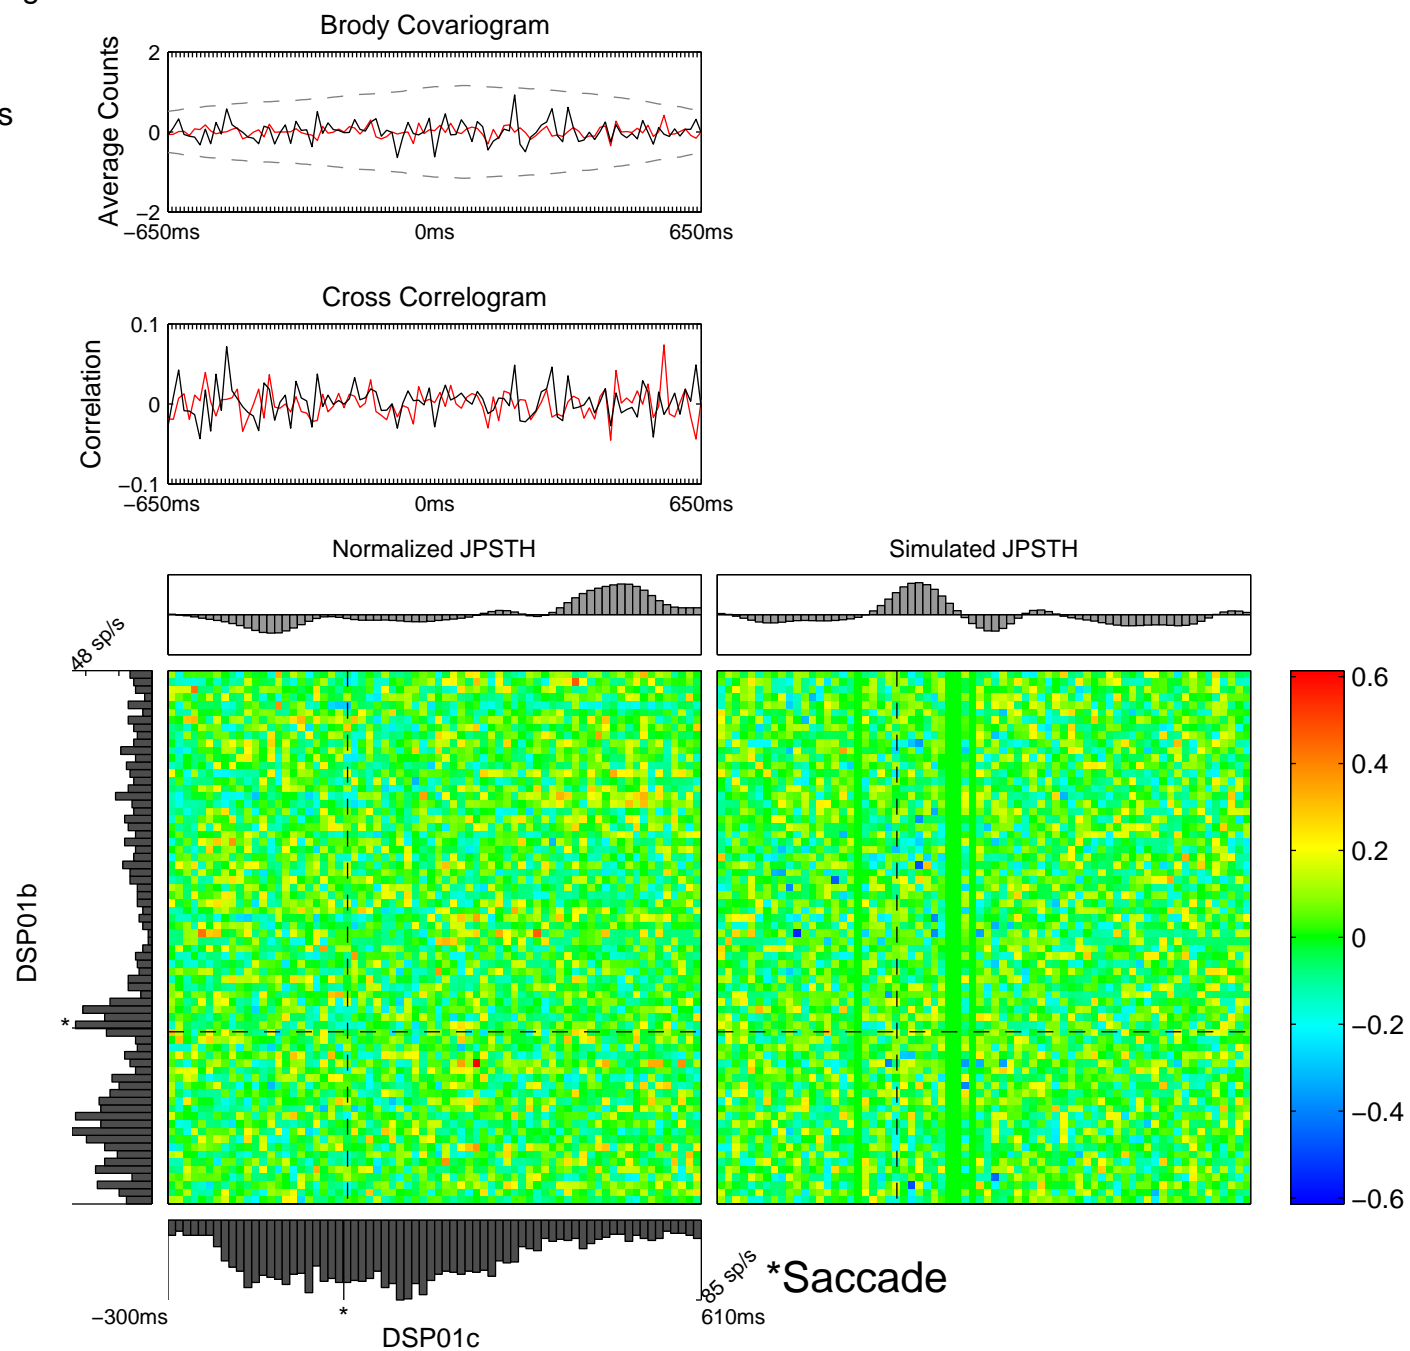 g
Brody Covariogram
s
Average Counts
2
0
−2
−650ms
0ms
650ms
Cross Correlogram
Correlation
0.1
0
−0.1
−650ms
0ms
650ms
Normalized JPSTH
Simulated JPSTH
48 sp/s
DSP01b
*
0.6
0.4
0.2
0
−0.2
−0.4
−0.6
85 sp/s
*Saccade
−300ms
*
610ms
DSP01c